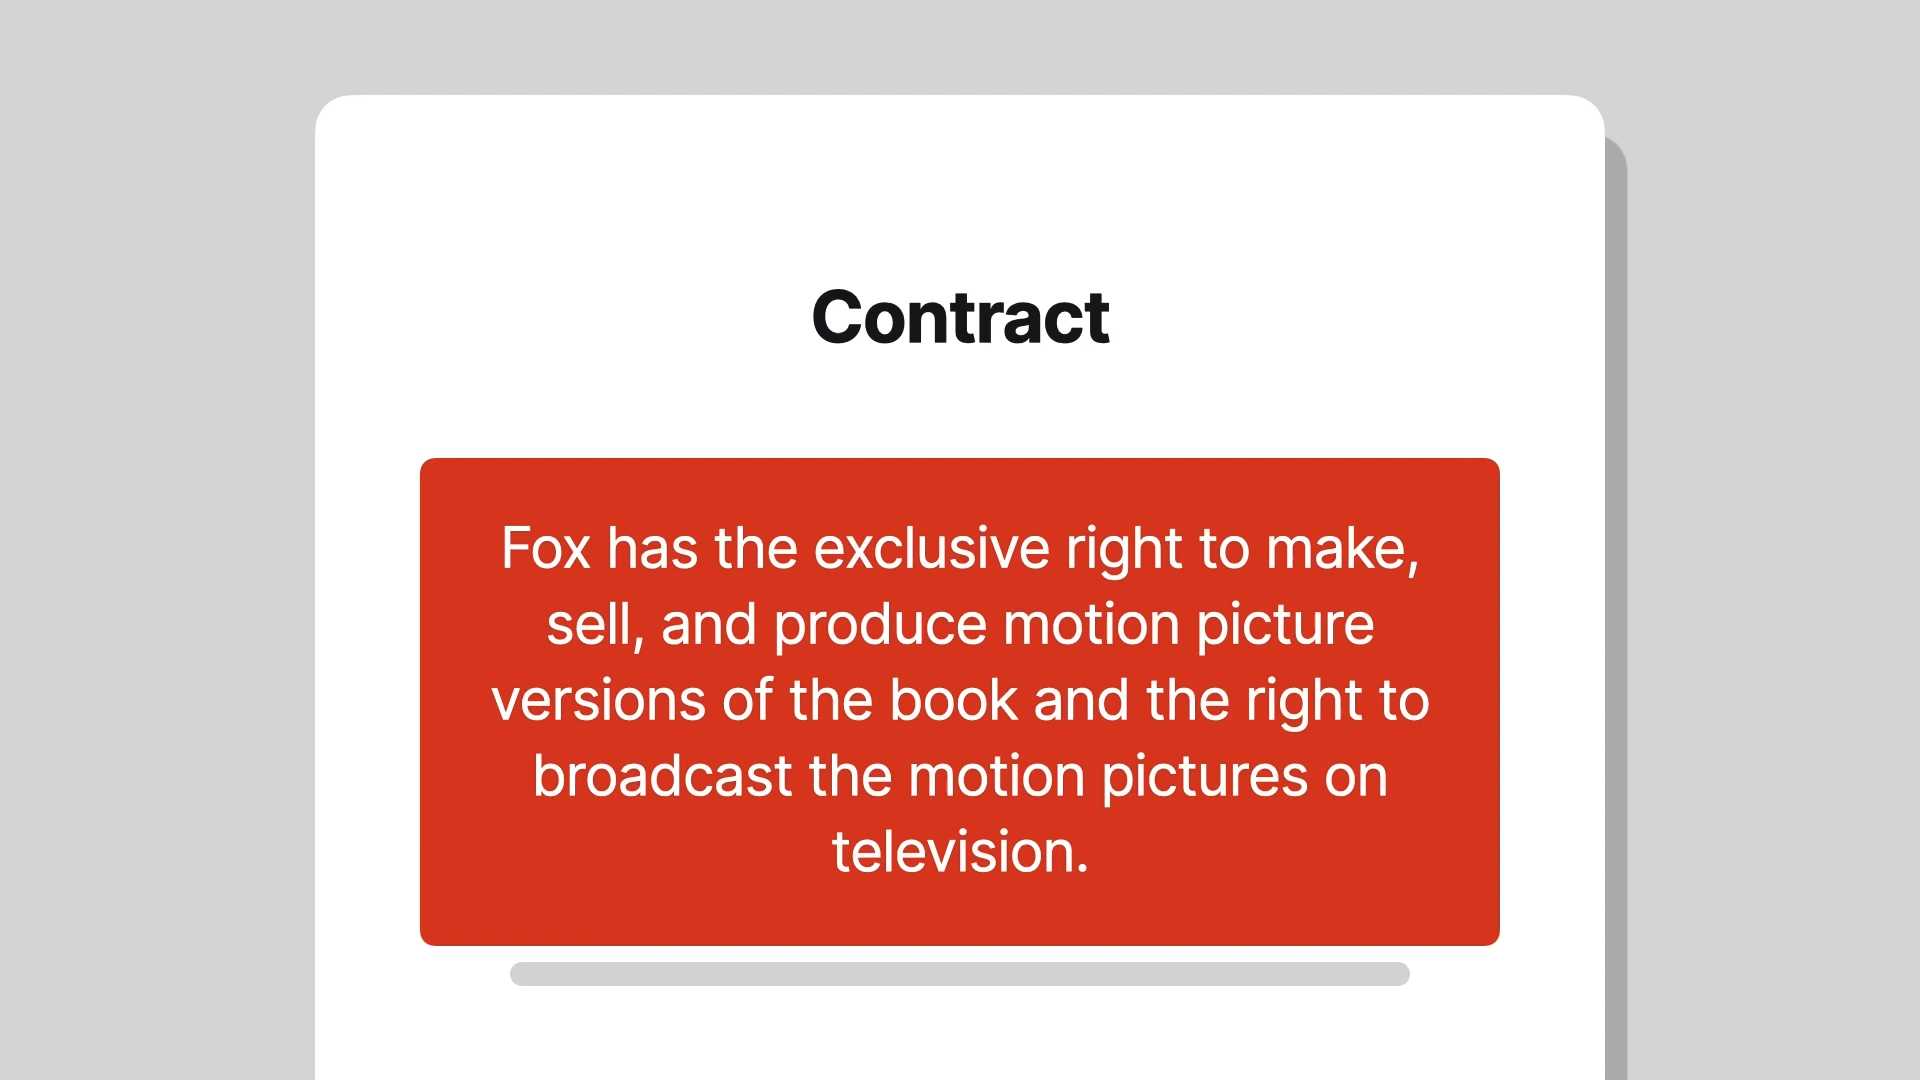 Contract
Fox has the exclusive right to make,
sell, and produce motion picture
versions of the book and the right to
broadcast the motion pictures on
television.